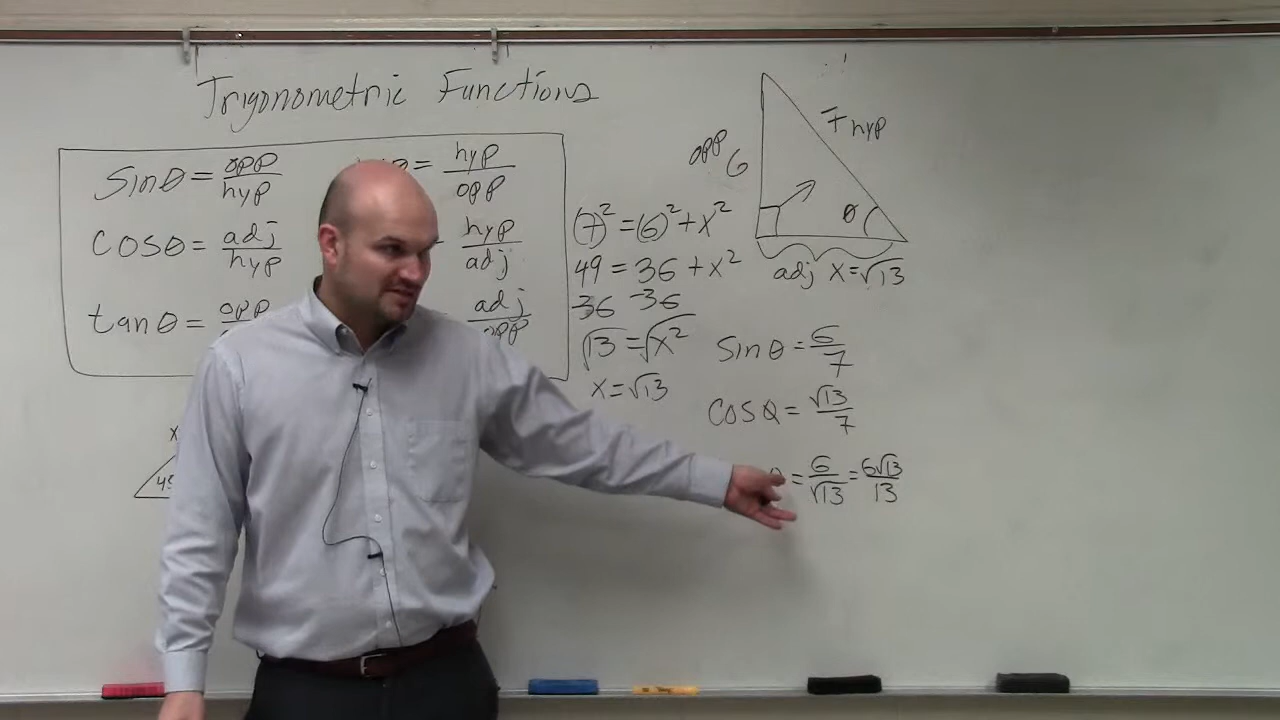 Trigonometric Functions
sinθ = opp/hyp
θ = hyp/opp
cosθ = adj/hyp
= hyp/adj
tanθ = opp
adj/opp
x
opp 6
7 hyp
θ
adj x = √13
(7)² = (6)² + x²
49 = 36 + x²
-36 -36
√13 = √x²
x = √13
sinθ = 6/7
cosθ = √13/7
θ = 6/√13 = 6√13/13